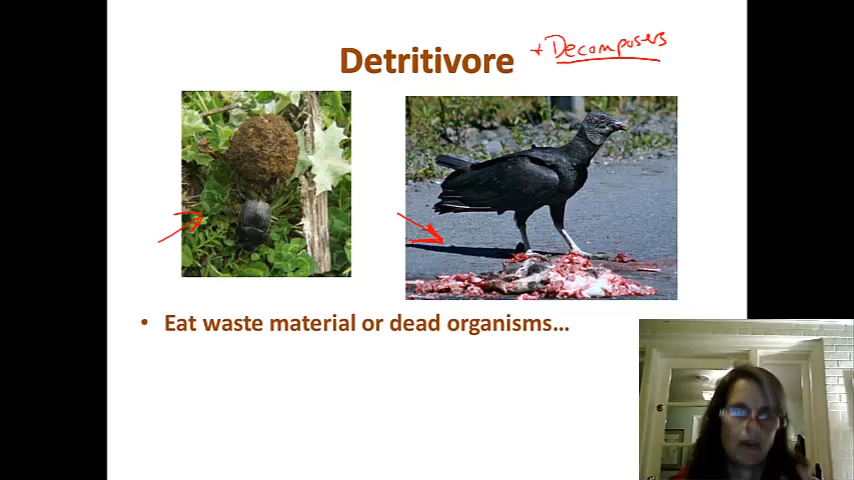 Detritivore + Decomposers
• Eat waste material or dead organisms...